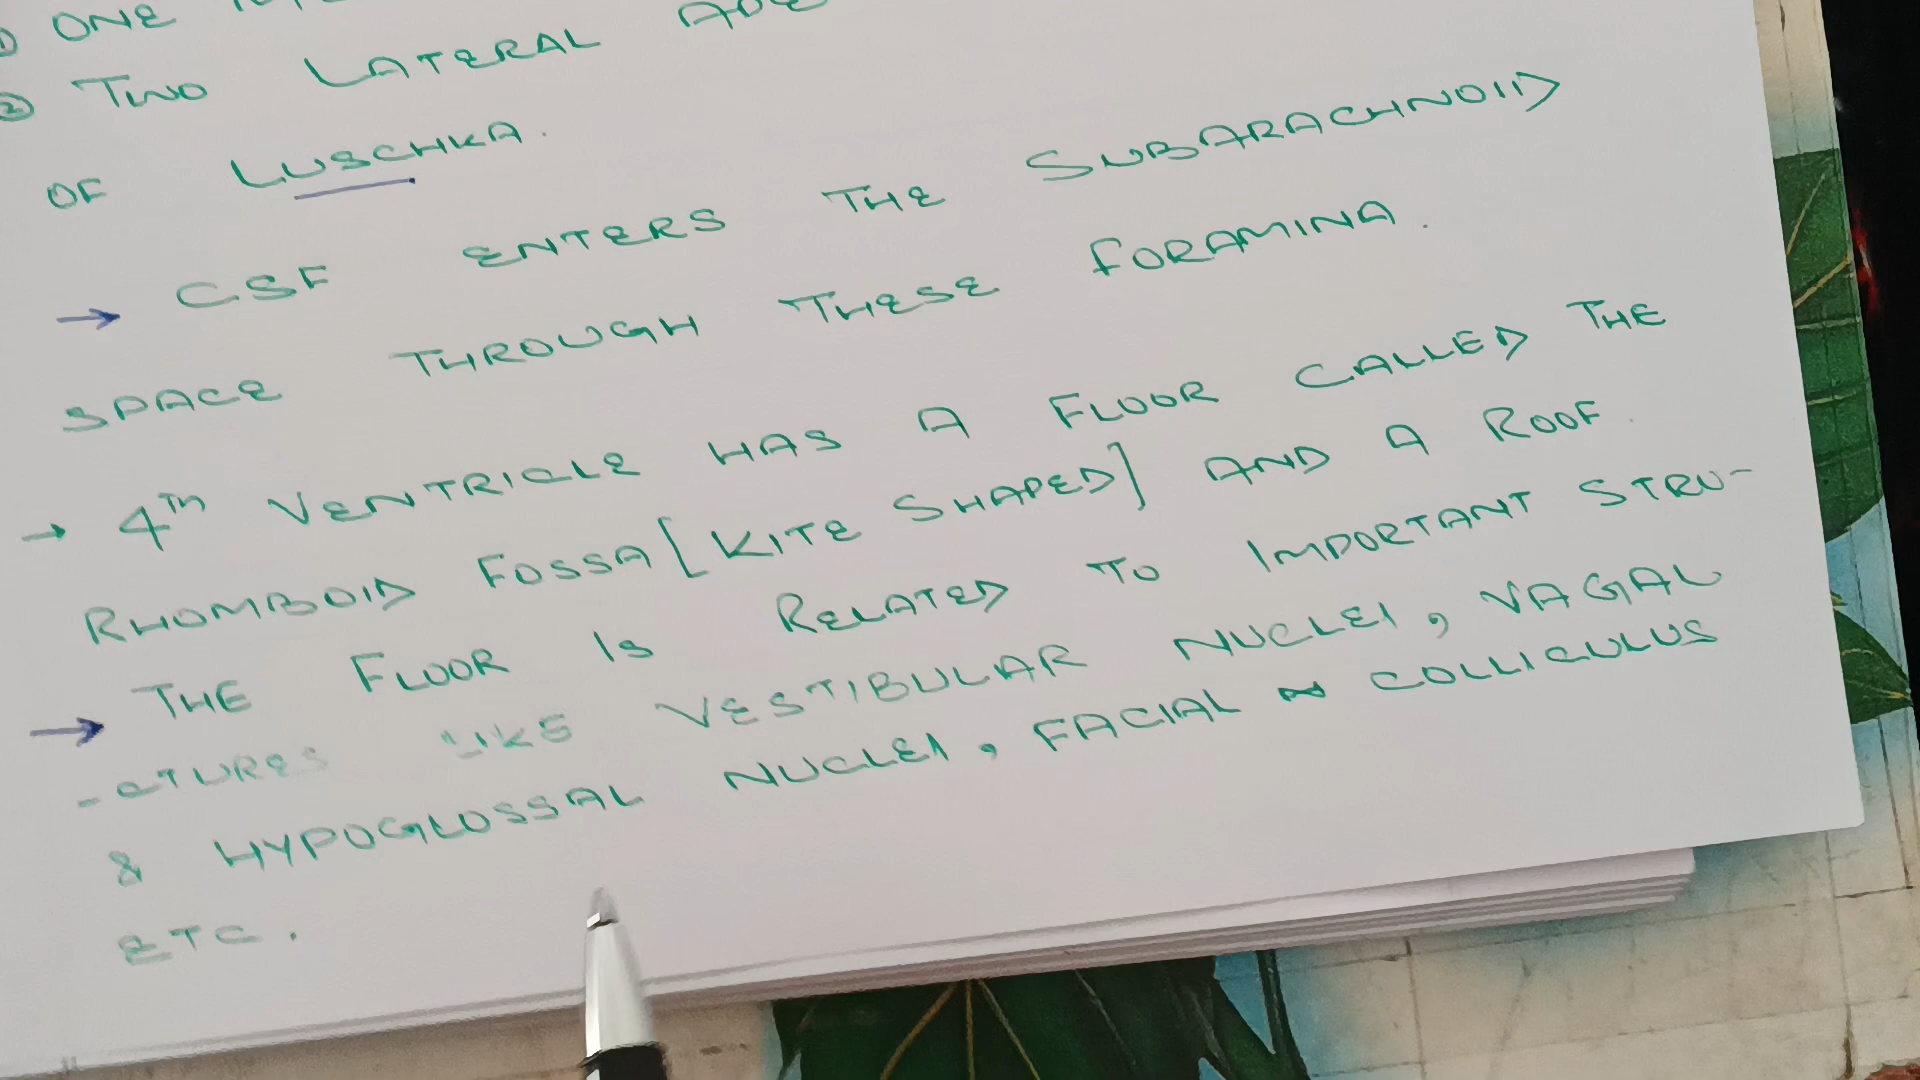 ① ONE
② TWO LATERAL
OF LUSCHKA.
→ CSF ENTERS THE SUBARACHNOID
SPACE THROUGH THESE FORAMINA.
→ 4TH VENTRICLE HAS A FLOOR CALLED THE
RHOMBOID FOSSA [KITE SHAPED] AND A ROOF.
→ THE FLOOR IS RELATED TO IMPORTANT STRU-
-CTURES LIKE VESTIBULAR NUCLEI, VAGAL
& HYPOGLOSSAL NUCLEI, FACIAL COLLICULUS
ETC.